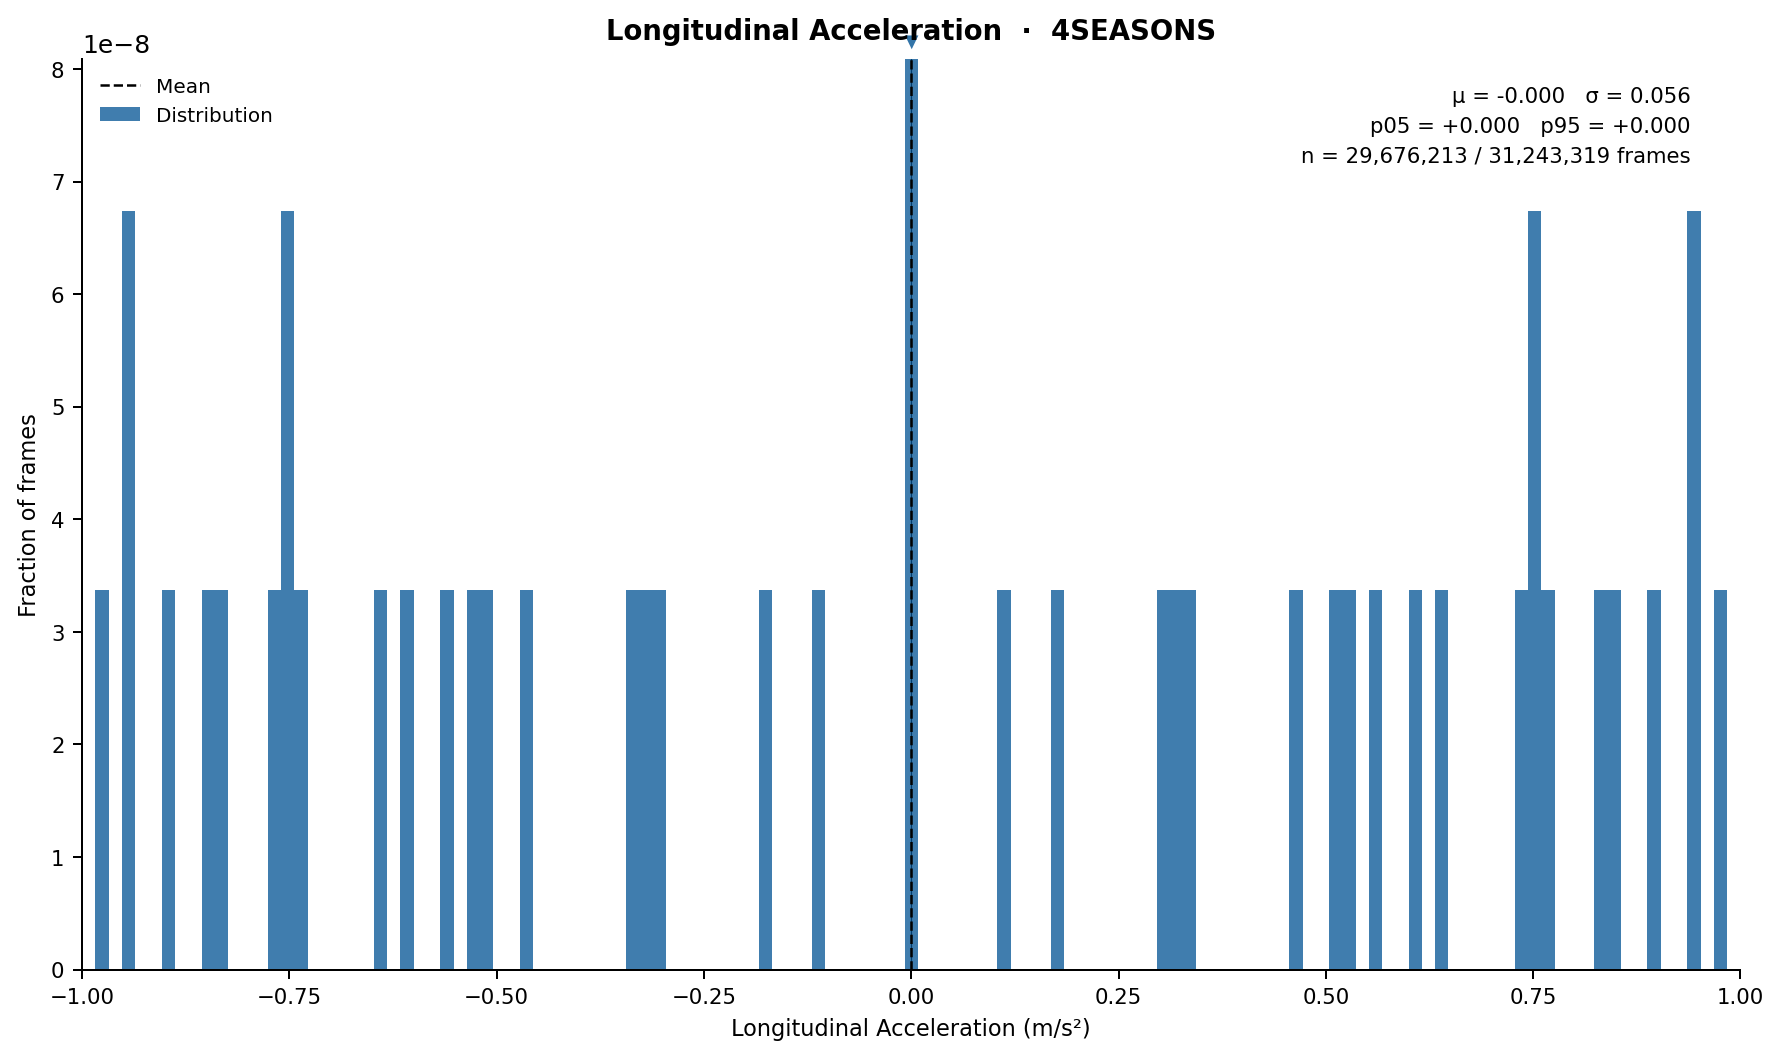 Longitudinal Acceleration · 4SEASONS
1e−8
Mean
Distribution
μ = -0.000 σ = 0.056
p05 = +0.000 p95 = +0.000
n = 29,676,213 / 31,243,319 frames
Fraction of frames
8
7
6
5
4
3
2
1
0
−1.00 −0.75 −0.50 −0.25 0.00 0.25 0.50 0.75 1.00
Longitudinal Acceleration (m/s²)